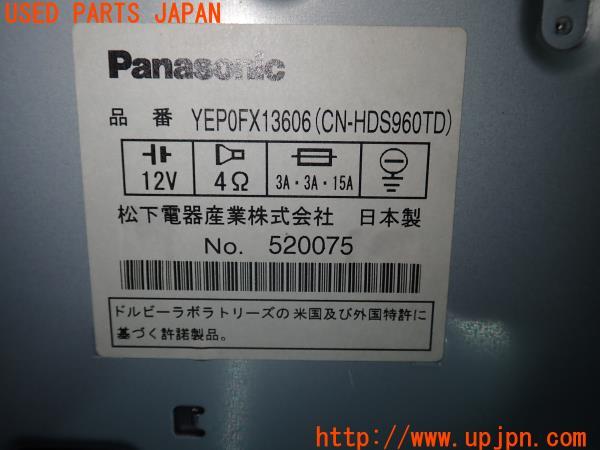 USED PARTS JAPAN
Panasonic
品番 YEP0FX13606(CN-HDS960TD)
12V 4Ω 3A・3A・15A
松下電器産業株式会社 日本製
No. 520075
ドルビーラボラトリーズの米国及び外国特許に
基づく許諾製品。
USED PARTS JAPAN
http://www.upjpn.com